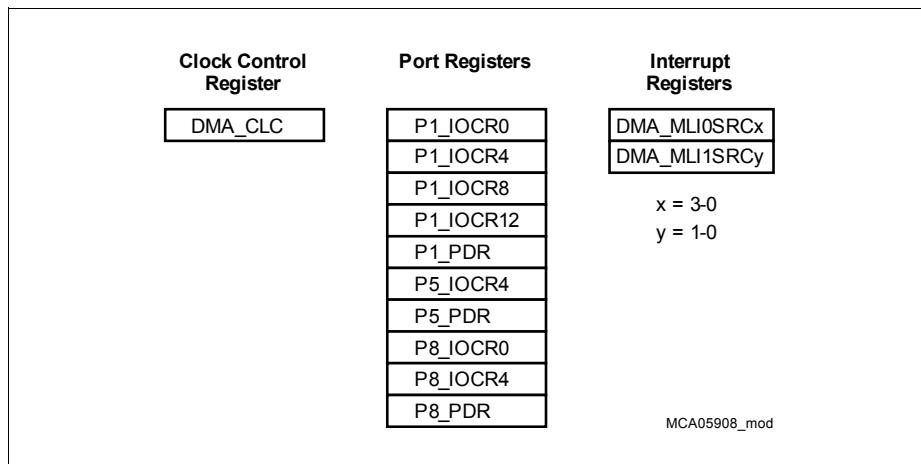 Clock Control
Register
DMA_CLC
Port Registers
P1_IOCR0
P1_IOCR4
P1_IOCR8
P1_IOCR12
P1_PDR
P5_IOCR4
P5_PDR
P8_IOCR0
P8_IOCR4
P8_PDR
Interrupt
Registers
DMA_MLI0SRCx
DMA_MLI1SRCy
x = 3-0
y = 1-0
MCA05908_mod